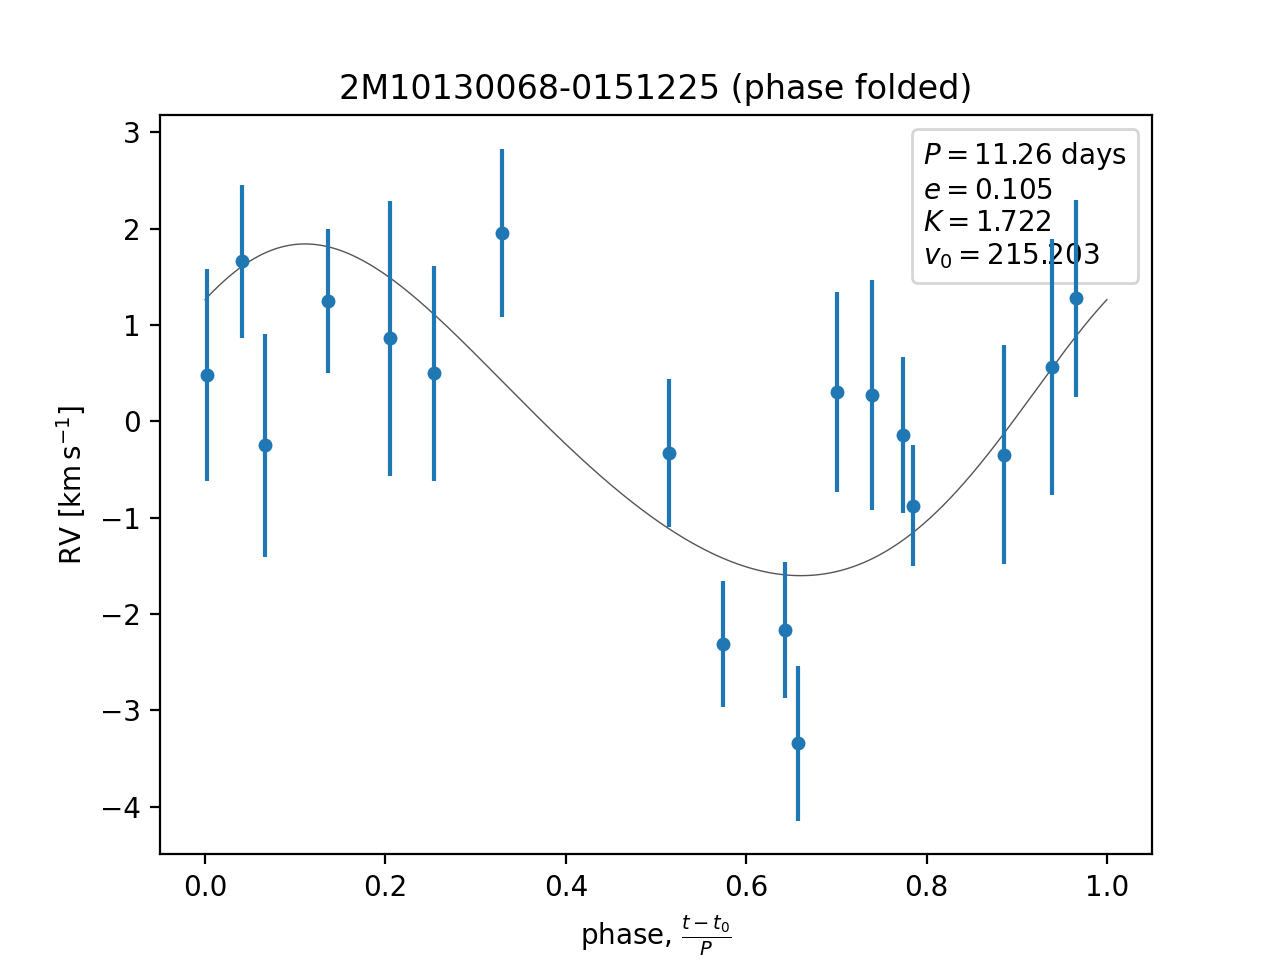 2M10130068-0151225 (phase folded)
P = 11.26 days
e = 0.105
K = 1.722
v₀ = 215.203
3
2
1
0
−1
−2
−3
−4
RV [km s⁻¹]
0.0 0.2 0.4 0.6 0.8 1.0
phase, (t − t₀)/P